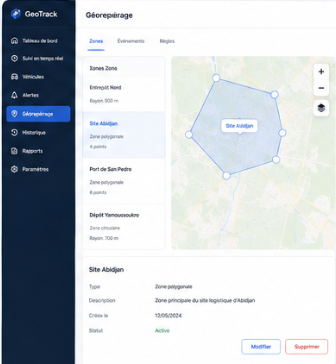 GeoTrack
Tableau de bord
Suivi en temps réel
Véhicules
Alertes
Géorepérage
Historique
Rapports
Paramètres
Géorepérage
Zones
Événements
Règles
Zones Zone
Entrepôt Nord
Rayon: 500 m
Site Abidjan
Zone polygonale
6 points
Port de San Pedro
Zone polygonale
6 points
Dépôt Yamoussoukro
Zone circulaire
Rayon: 700 m
Site Abidjan
+
−
Site Abidjan
Type Zone polygonale
Description Zone principale du site logistique d'Abidjan
Créée le 12/05/2024
Statut Active
Modifier
Supprimer